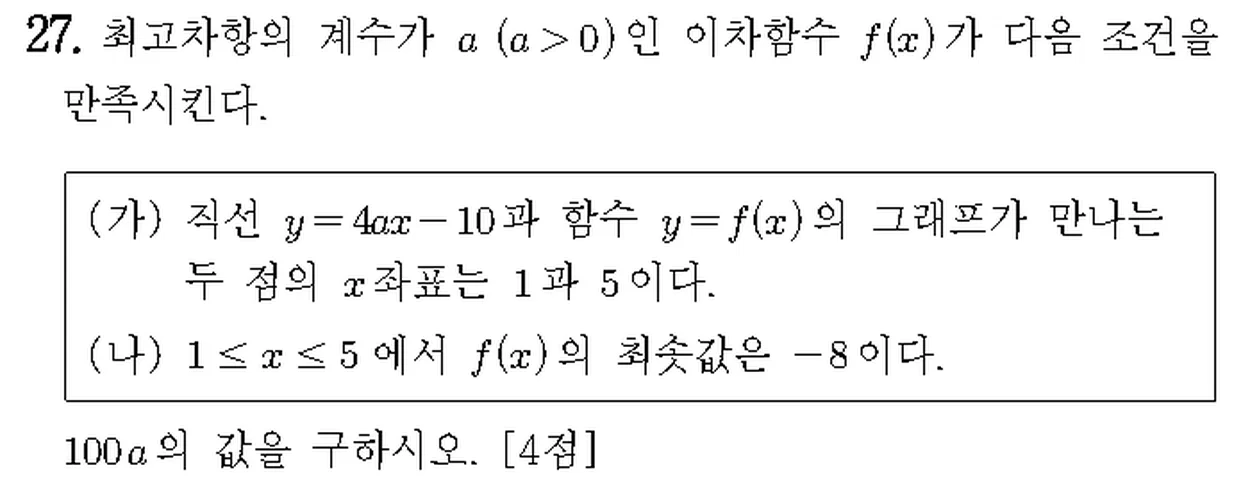 27. 최고차항의 계수가 a (a > 0)인 이차함수 f(x)가 다음 조건을
만족시킨다.
(가) 직선 y = 4ax - 10과 함수 y = f(x)의 그래프가 만나는
두 점의 x좌표는 1과 5이다.
(나) 1 ≤ x ≤ 5에서 f(x)의 최솟값은 -8이다.
100a의 값을 구하시오. [4점]